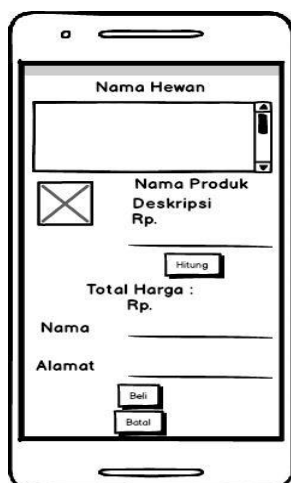 Nama Hewan
Nama Produk
Deskripsi
Rp.
Hitung
Total Harga :
Rp.
Nama
Alamat
Beli
Batal